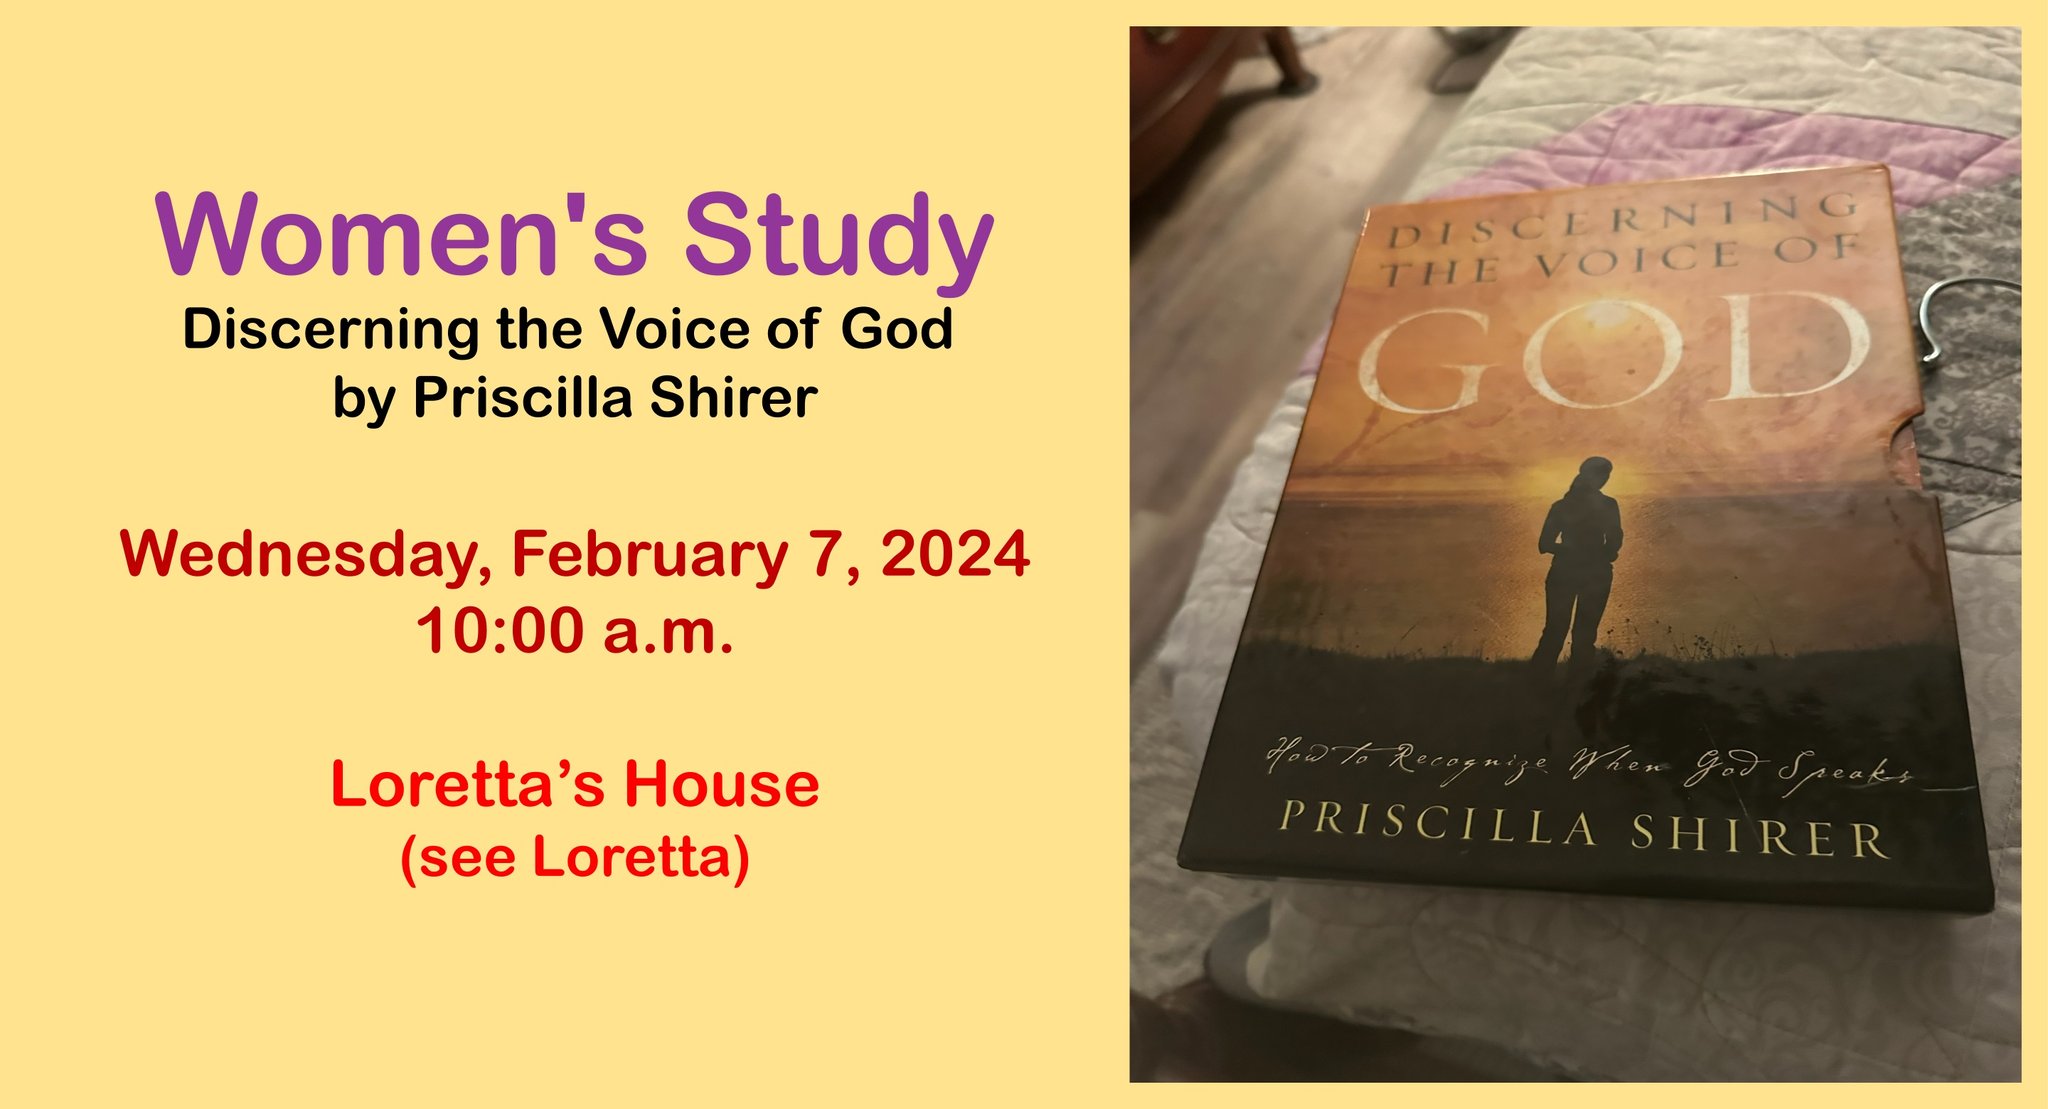 Women's Study
Discerning the Voice of God
by Priscilla Shirer
Wednesday, February 7, 2024
10:00 a.m.
Loretta’s House
(see Loretta)
DISCERNING
THE VOICE OF
GOD
How to Recognize When God Speaks
PRISCILLA SHIRER